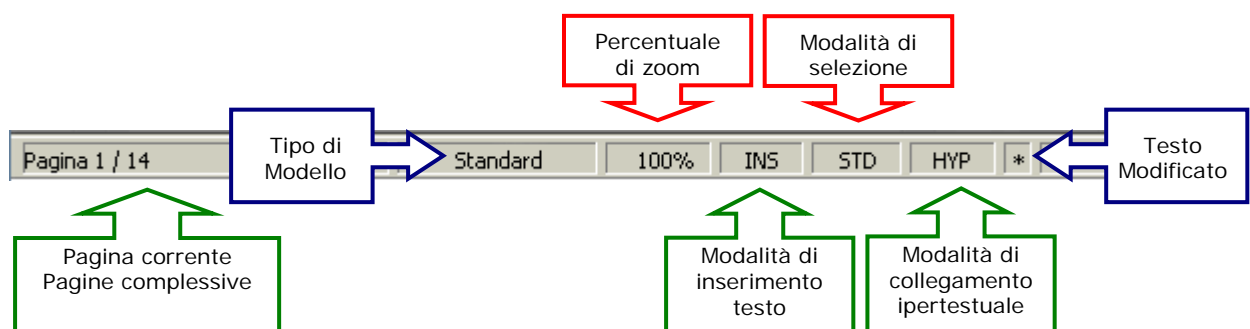 Percentuale
di zoom
Modalità di
selezione
Tipo di
Modello
Testo
Modificato
Pagina 1 / 14 Standard 100% INS STD HYP *
Pagina corrente
Pagine complessive
Modalità di
inserimento
testo
Modalità di
collegamento
ipertestuale